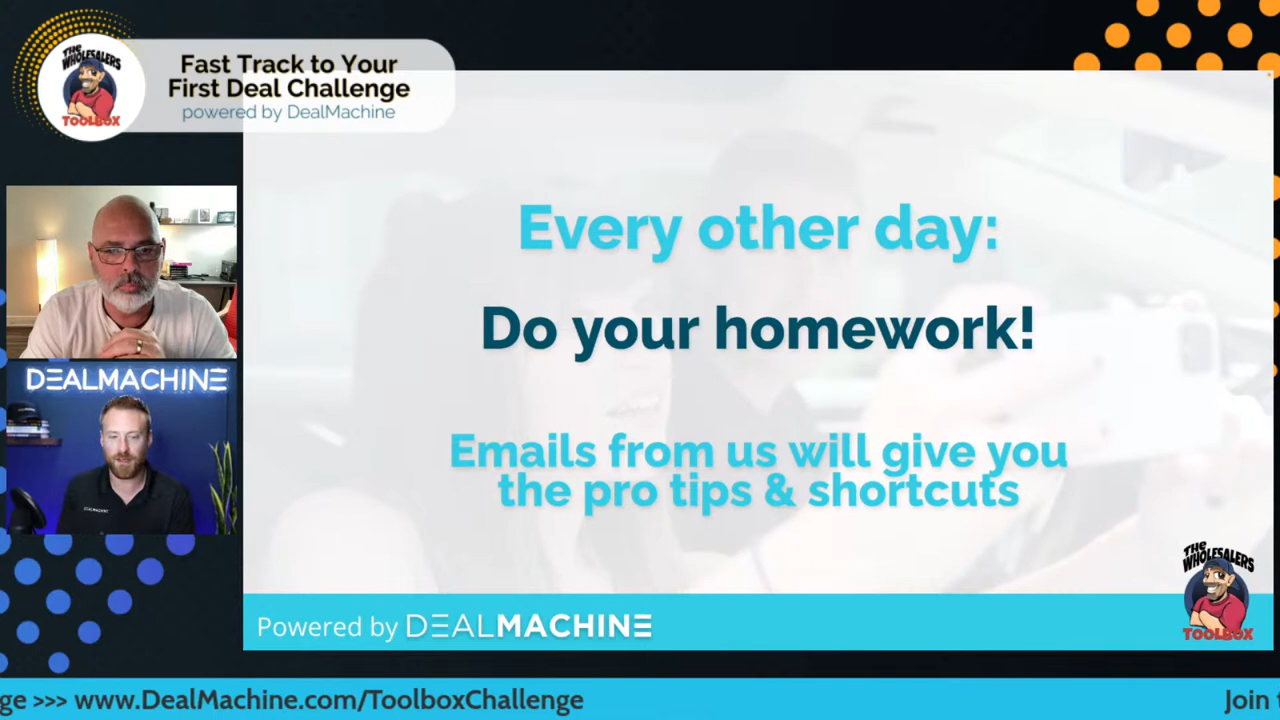 THE
WHOLESALERS
TOOLBOX
Fast Track to Your
First Deal Challenge
powered by DealMachine
Every other day:
Do your homework!
Emails from us will give you
the pro tips & shortcuts
DEALMACHINE
Powered by DEALMACHINE
THE
WHOLESALERS
TOOLBOX
ge >>> www.DealMachine.com/ToolboxChallenge
Join